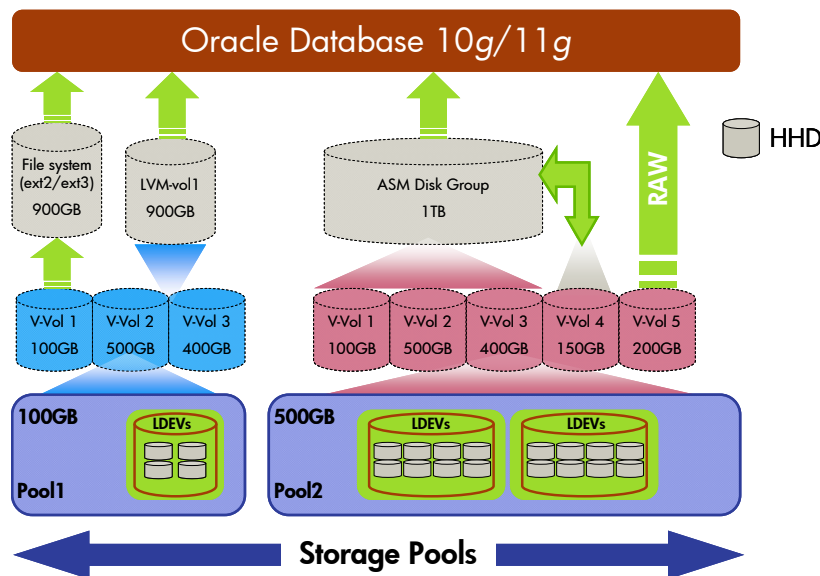 Oracle Database 10g/11g
File system
(ext2/ext3)
900GB
LVM-vol1
900GB
ASM Disk Group
1TB
RAW
HHD
V-Vol 1
100GB
V-Vol 2
500GB
V-Vol 3
400GB
V-Vol 1
100GB
V-Vol 2
500GB
V-Vol 3
400GB
V-Vol 4
150GB
V-Vol 5
200GB
100GB
LDEVs
Pool1
500GB
LDEVs
LDEVs
Pool2
Storage Pools